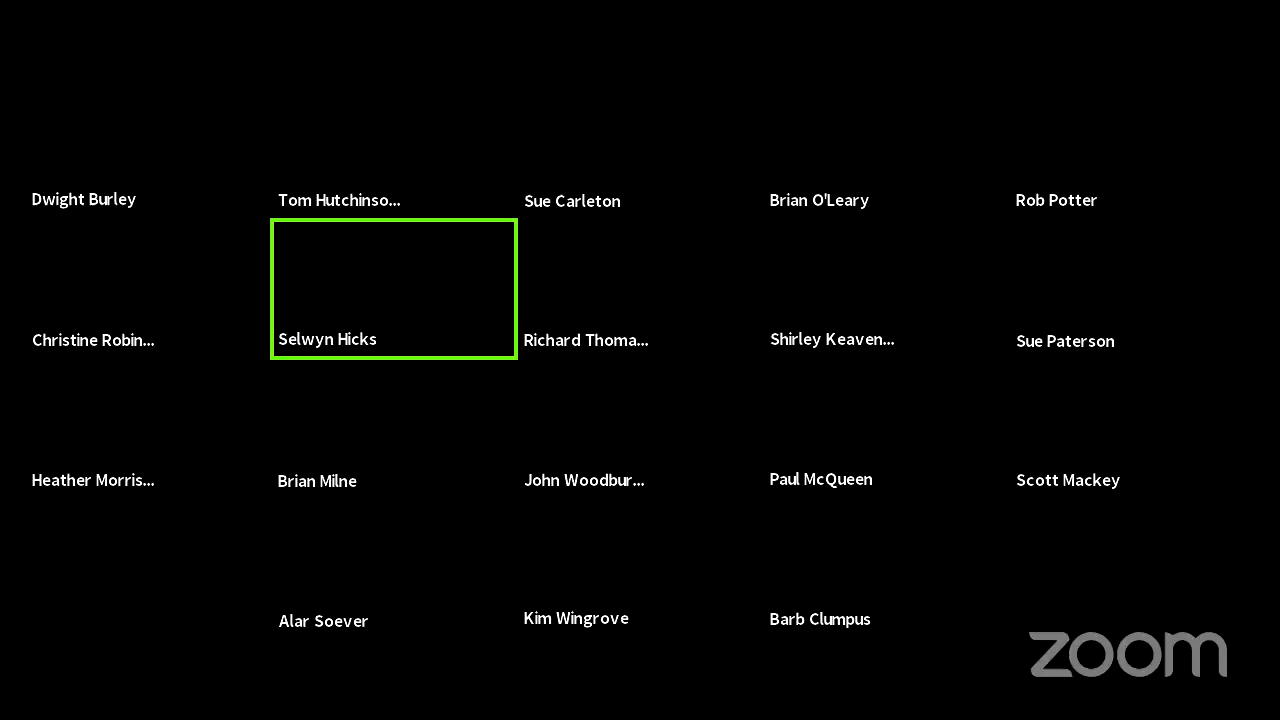 Dwight Burley
Tom Hutchinso...
Sue Carleton
Brian O'Leary
Rob Potter
Christine Robin...
Selwyn Hicks
Richard Thoma...
Shirley Keaven...
Sue Paterson
Heather Morris...
Brian Milne
John Woodbur...
Paul McQueen
Scott Mackey
Alar Soever
Kim Wingrove
Barb Clumpus
zoom